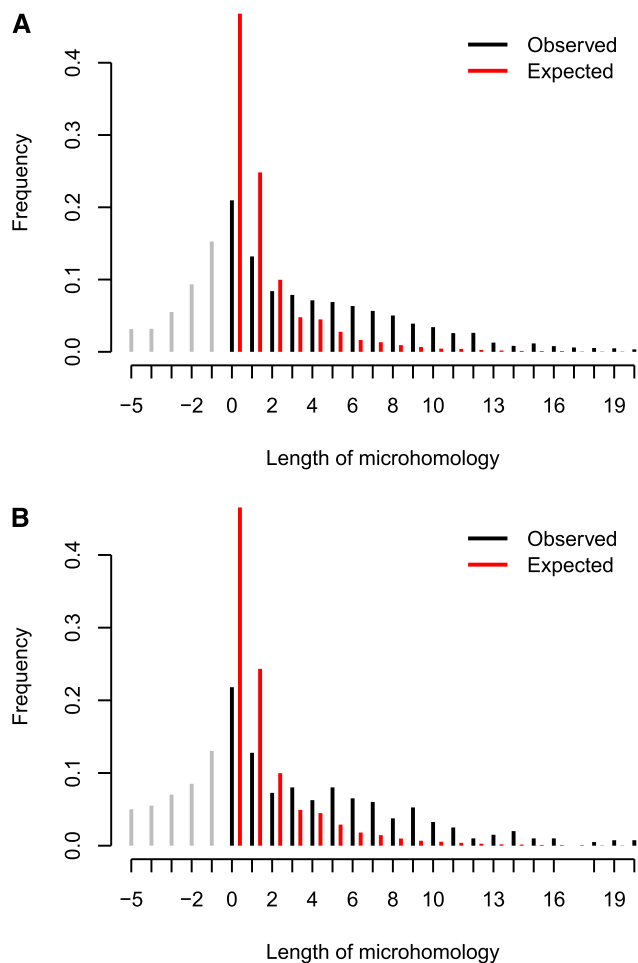 A
Observed
Expected
Frequency
0.4
0.3
0.2
0.1
0.0
−5 −2 0 2 4 6 8 10 13 19
Length of microhomology
B
Observed
Expected
Frequency
0.4
0.3
0.2
0.1
0.0
−5 −2 0 2 4 6 8 10 13 19
Length of microhomology